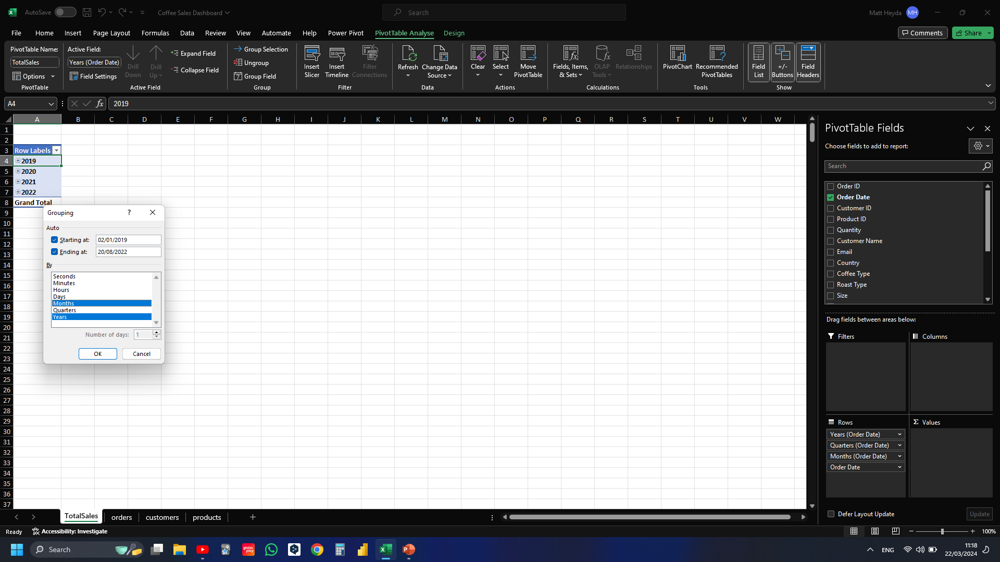 AutoSave
Coffee Sales Dashboard
Search
Matt Heyda
MH
File
Home
Insert
Page Layout
Formulas
Data
Review
View
Automate
Help
Power Pivot
PivotTable Analyse
Design
Comments
Share
PivotTable Name:
TotalSales
Options
PivotTable
Active Field:
Years (Order Date)
Field Settings
Drill Down
Drill Up
Expand Field
Collapse Field
Active Field
Group Selection
Ungroup
Group Field
Group
Insert Slicer
Insert Timeline
Filter Connections
Filter
Refresh
Change Data Source
Data
Clear
Select
Move PivotTable
Actions
Fields, Items, & Sets
OLAP Tools
Relationships
Calculations
PivotChart
Recommended PivotTables
Tools
Field List
+/- Buttons
Field Headers
Show
A4
fx
2019
A B C D E F G H I J K L M N O P Q R S T U V W
1
2
3 Row Labels
4 2019
5 2020
6 2021
7 2022
8 Grand Total
9
10
11
12
13
14
15
16
17
18
19
20
21
22
23
24
25
26
27
28
29
30
31
32
33
34
35
36
37
Grouping ?
Auto
Starting at: 02/01/2019
Ending at: 20/08/2022
By
Seconds
Minutes
Hours
Days
Months
Quarters
Years
Number of days: 1
OK Cancel
PivotTable Fields
Choose fields to add to report:
Search
Order ID
Order Date
Customer ID
Product ID
Quantity
Customer Name
Email
Country
Coffee Type
Roast Type
Size
Drag fields between areas below:
Filters
Columns
Rows
Σ Values
Years (Order Date)
Quarters (Order Date)
Months (Order Date)
Order Date
Defer Layout Update
Update
TotalSales
orders
customers
products
Ready
Accessibility: Investigate
100%
Search
globo play
ENG
11:18
22/03/2024